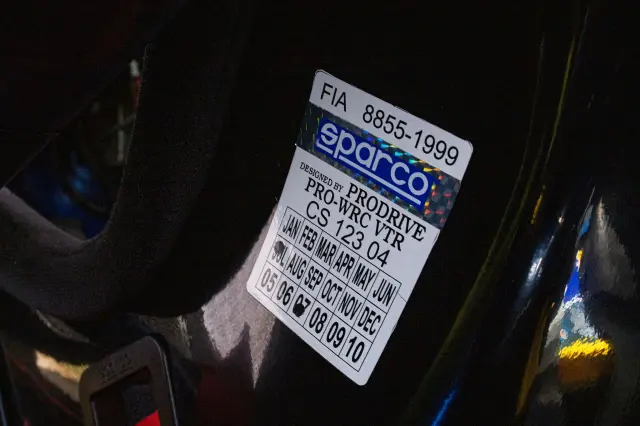 FIA 8855-1999
sparco
DESIGNED BY PRODRIVE
PRO-WRC VTR
CS 123 04
JAN FEB MAR APR MAY JUN
AUG SEP OCT NOV DEC
05 06 08 09 10